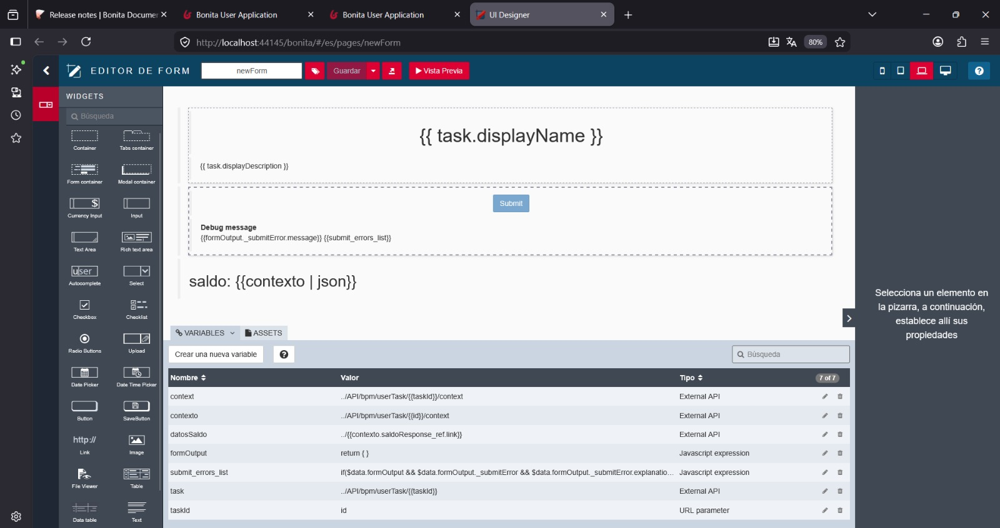 Release notes | Bonita Documen
Bonita User Application
Bonita User Application
UI Designer
http://localhost:44145/bonita/#/es/pages/newForm
80%
EDITOR DE FORM
newForm
Guardar
Vista Previa
WIDGETS
Búsqueda
Container
Tabs container
Form container
Modal container
$
Currency Input
Input
Text Area
Rich text area
user
Autocomplete
Select
Checkbox
Checklist
Radio Buttons
Upload
Date Picker
Date Time Picker
Button
SaveButton
http://
Link
Image
File Viewer
Table
Data table
Text
{{ task.displayName }}
{{ task.displayDescription }}
Submit
Debug message
{{formOutput._submitError.message}} {{submit_errors_list}}
saldo: {{contexto | json}}
Selecciona un elemento en
la pizarra, a continuación,
establece allí sus
propiedades
VARIABLES
ASSETS
Crear una nueva variable
Búsqueda
Nombre Valor Tipo 7 of 7
context ../API/bpm/userTask/{{taskId}}/context External API
contexto ../API/bpm/userTask/{{id}}/context External API
datosSaldo ../{{contexto.saldoResponse_ref.link}} External API
formOutput return { } Javascript expression
submit_errors_list if($data.formOutput && $data.formOutput._submitError && $data.formOutput._submitError.explanatio... Javascript expression
task ../API/bpm/userTask/{{taskId}} External API
taskId id URL parameter